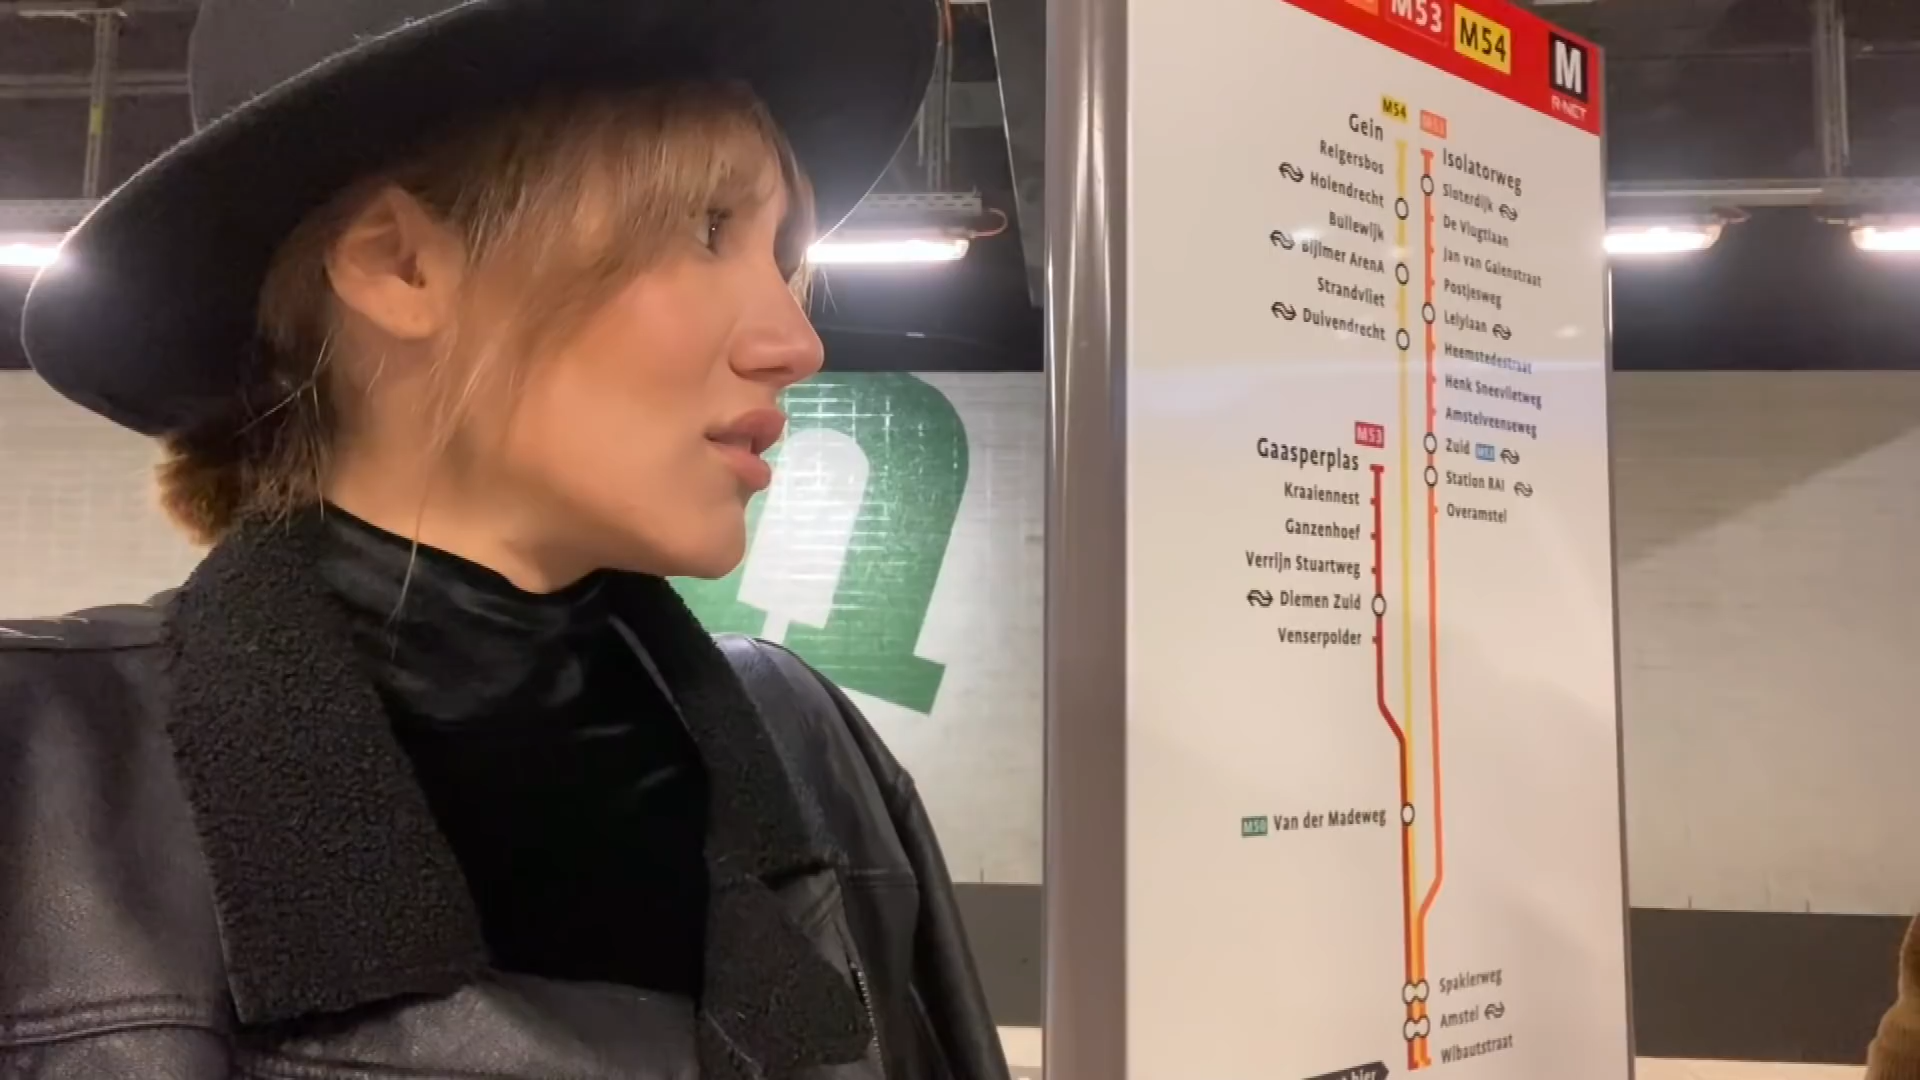 M53
M54
M
R-NET
M54
M51
Gein
Reigersbos
Holendrecht
Bullewijk
Bijlmer ArenA
Strandvliet
Duivendrecht
Isolatorweg
Sloterdijk
De Vlugtlaan
Jan van Galenstraat
Postjesweg
Lelylaan
Heemstedestraat
Henk Sneevlietweg
Amstelveenseweg
Zuid
Station RAI
Overamstel
M53
Gaasperplas
Kraaiennest
Ganzenhoef
Verrijn Stuartweg
Diemen Zuid
Venserpolder
M50 Van der Madeweg
Spaklerweg
Amstel
Wibautstraat
hier